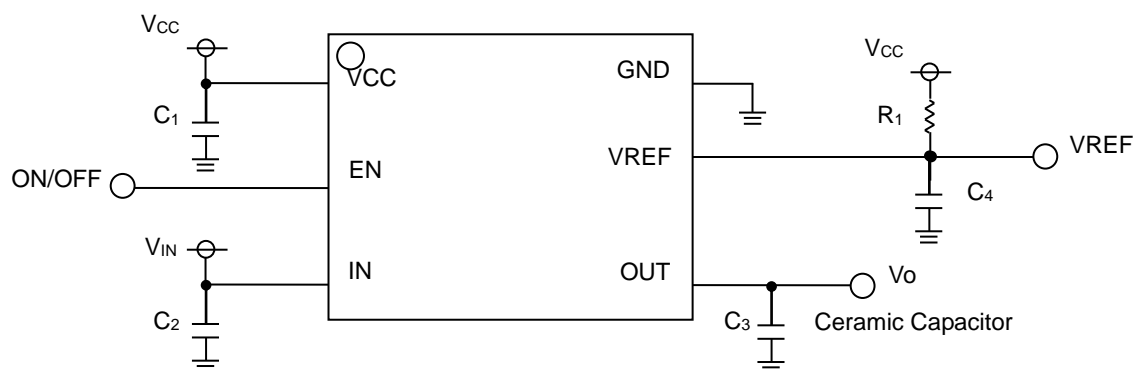 VCC
VCC
C1
ON/OFF
EN
VIN
IN
C2
GND
VREF
OUT
VCC
R1
VREF
C4
Vo
C3
Ceramic Capacitor